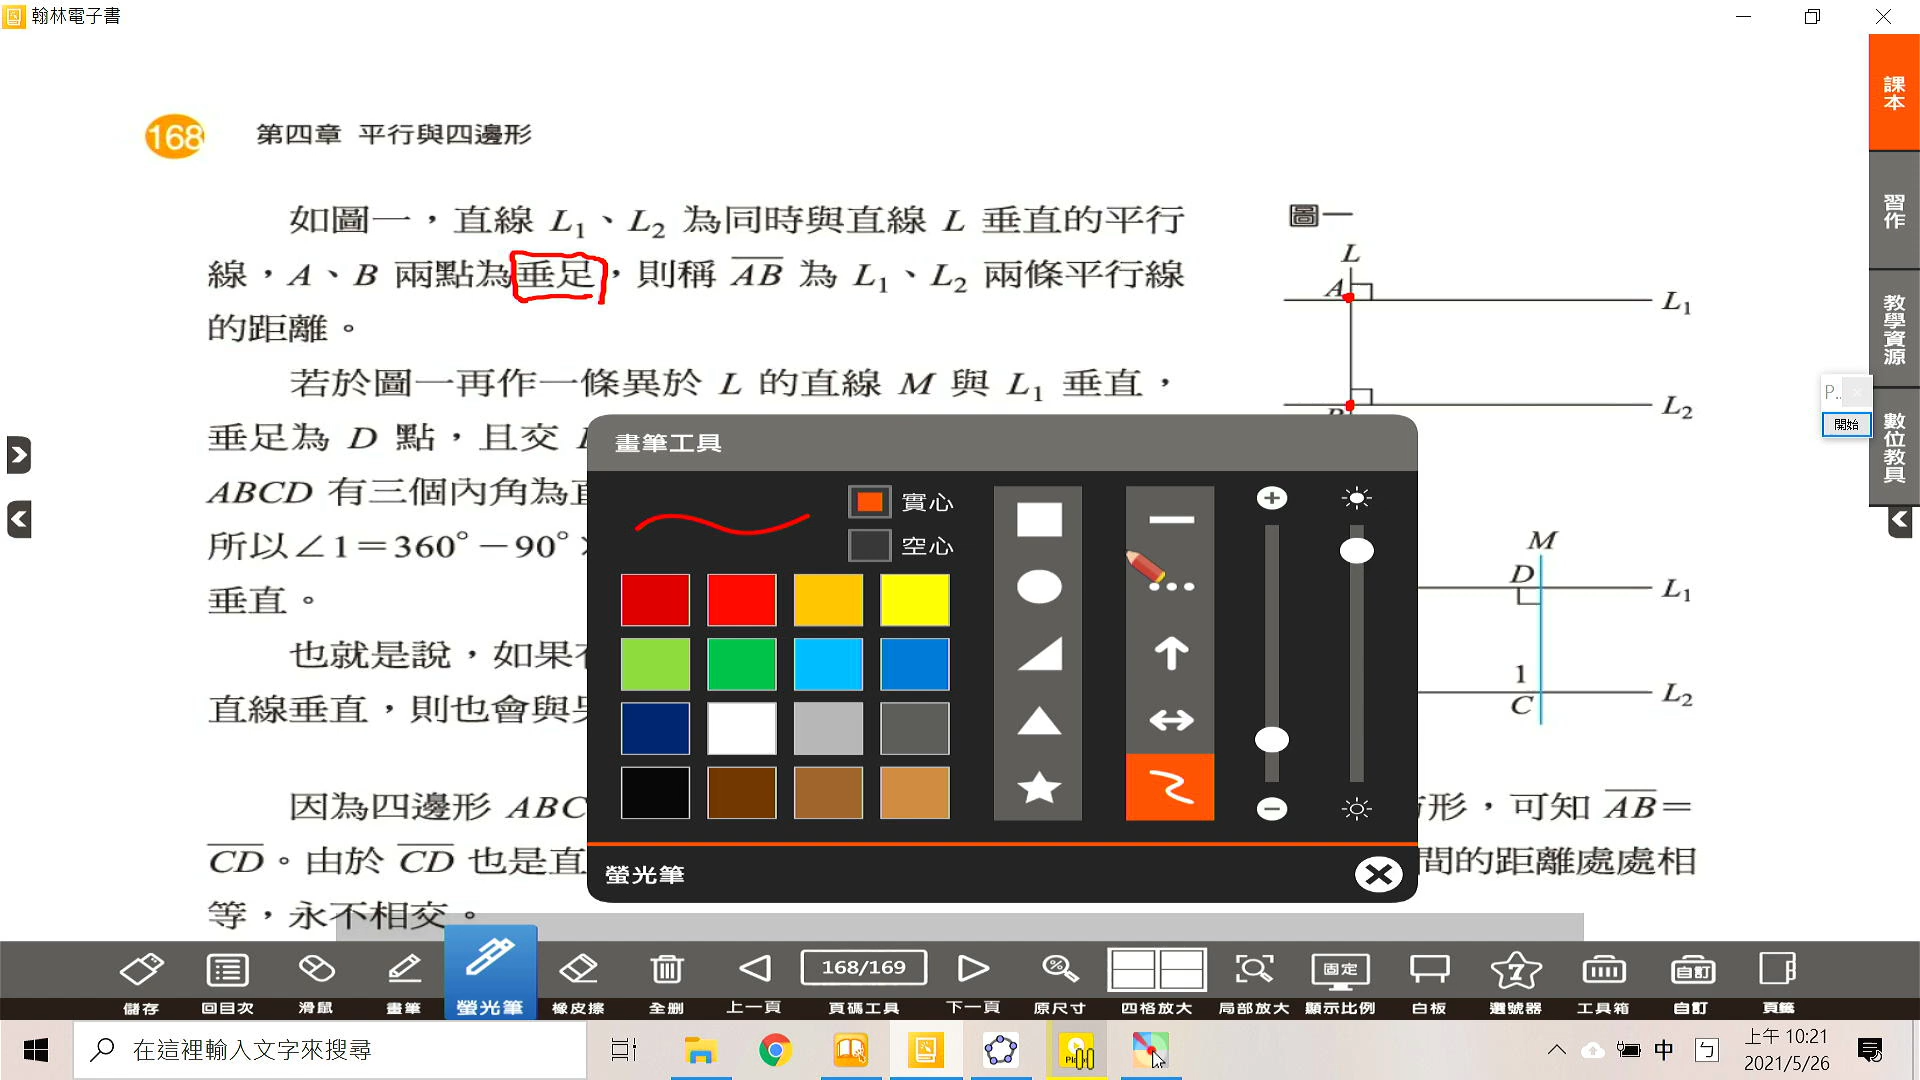 翰林電子書
課本
168 第四章 平行與四邊形
習作
如圖一，直線 L₁、L₂ 為同時與直線 L 垂直的平行
線，A、B 兩點為垂足，則稱 AB 為 L₁、L₂ 兩條平行線
的距離。
圖一
L
A
L₁
L₂
教學資源
P..
開始
數位教具
若於圖一再作一條異於 L 的直線 M 與 L₁ 垂直，
垂足為 D 點，且交
ABCD 有三個內角為
所以∠1＝360°－90°
垂直。
也就是說，如果
直線垂直，則也會與
M
D
L₁
1
C
L₂
因為四邊形 ABC
形，可知 AB＝
CD。由於 CD 也是直
間的距離處處相
等，永不相交。
畫筆工具
實心
空心
螢光筆
儲存
回目次
滑鼠
畫筆
螢光筆
橡皮擦
全刪
上一頁
168/169
頁碼工具
下一頁
原尺寸
四格放大
局部放大
固定
顯示比例
白板
7
選號器
工具箱
自訂
自訂
頁籤
在這裡輸入文字來搜尋
中
ㄅ
上午 10:21
2021/5/26